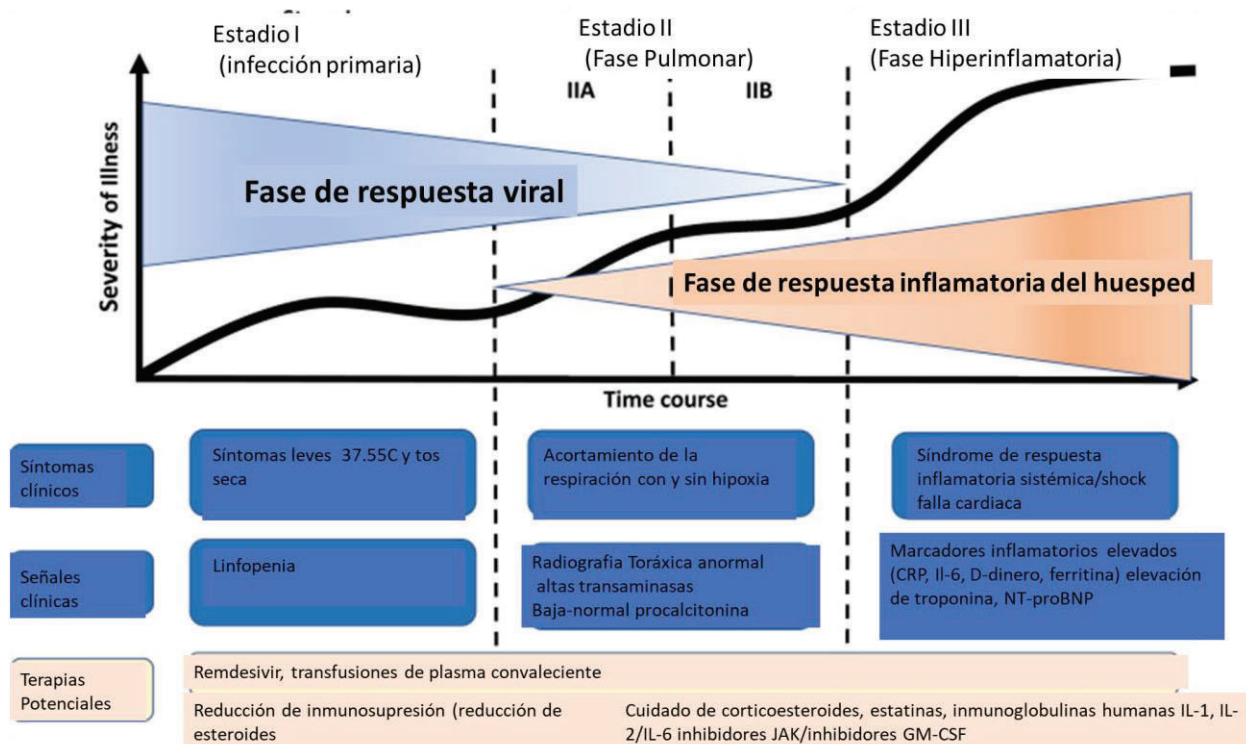 Estadio I
(infección primaria)
Estadio II
(Fase Pulmonar)
Estadio III
(Fase Hiperinflamatoria)
IIA
IIB
Severity of Illness
Fase de respuesta viral
Fase de respuesta inflamatoria del huesped
Time course
Síntomas
clínicos
Síntomas leves 37.55C y tos
seca
Acortamiento de la
respiración con y sin hipoxia
Síndrome de respuesta
inflamatoria sistémica/shock
falla cardiaca
Señales
clínicas
Linfopenia
Radiografia Toráxica anormal
altas transaminasas
Baja-normal procalcitonina
Marcadores inflamatorios elevados
(CRP, Il-6, D-dinero, ferritina) elevación
de troponina, NT-proBNP
Terapias
Potenciales
Remdesivir, transfusiones de plasma convaleciente
Reducción de inmunosupresión (reducción de
esteroides
Cuidado de corticoesteroides, estatinas, inmunoglobulinas humanas IL-1, IL-
2/IL-6 inhibidores JAK/inhibidores GM-CSF